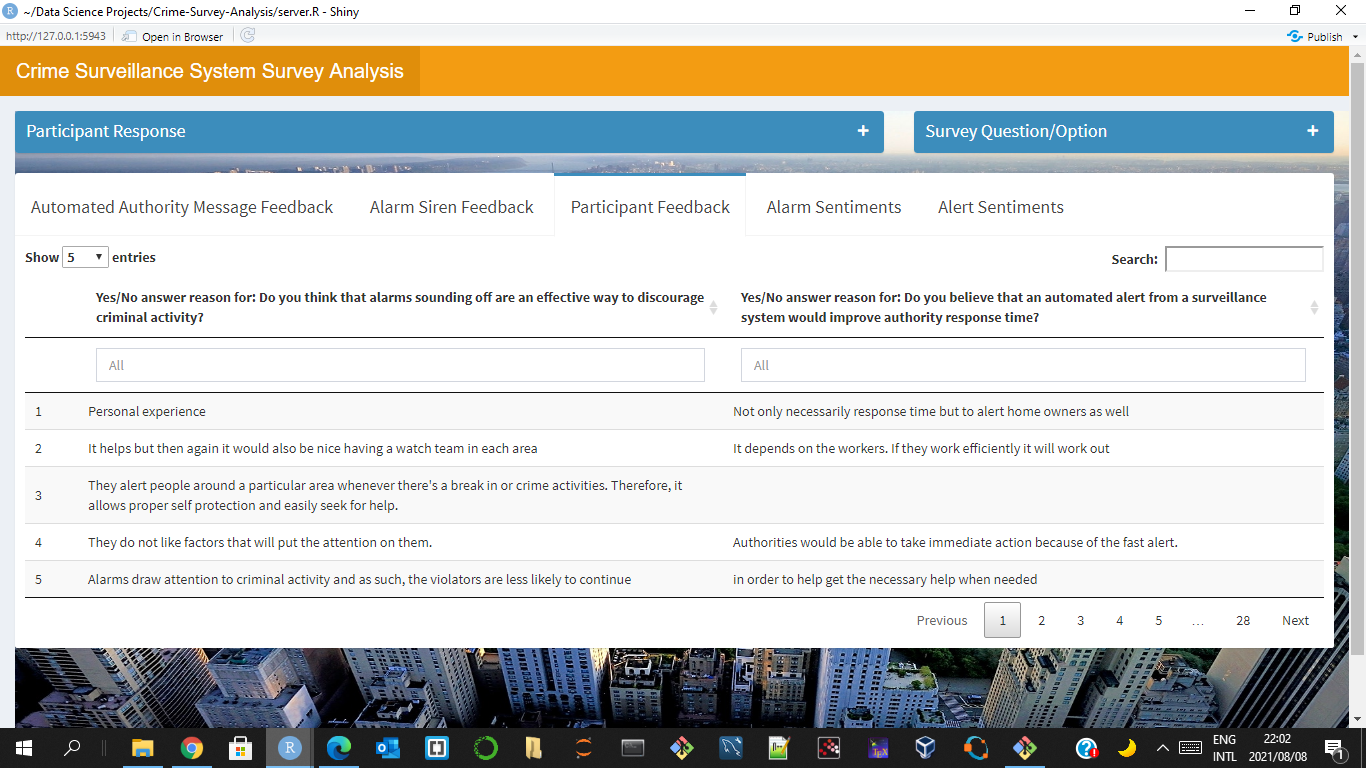 ~/Data Science Projects/Crime-Survey-Analysis/server.R - Shiny
http://127.0.0.1:5943 Open in Browser Publish
Crime Surveillance System Survey Analysis
Participant Response + Survey Question/Option +
Automated Authority Message Feedback Alarm Siren Feedback Participant Feedback Alarm Sentiments Alert Sentiments
Show 5 entries Search:
Yes/No answer reason for: Do you think that alarms sounding off are an effective way to discourage
criminal activity?
Yes/No answer reason for: Do you believe that an automated alert from a surveillance
system would improve authority response time?
All All
1 Personal experience Not only necessarily response time but to alert home owners as well
2 It helps but then again it would also be nice having a watch team in each area It depends on the workers. If they work efficiently it will work out
3 They alert people around a particular area whenever there's a break in or crime activities. Therefore, it
allows proper self protection and easily seek for help.
4 They do not like factors that will put the attention on them. Authorities would be able to take immediate action because of the fast alert.
5 Alarms draw attention to criminal activity and as such, the violators are less likely to continue in order to help get the necessary help when needed
Previous 1 2 3 4 5 … 28 Next
ENG 22:02
INTL 2021/08/08 1